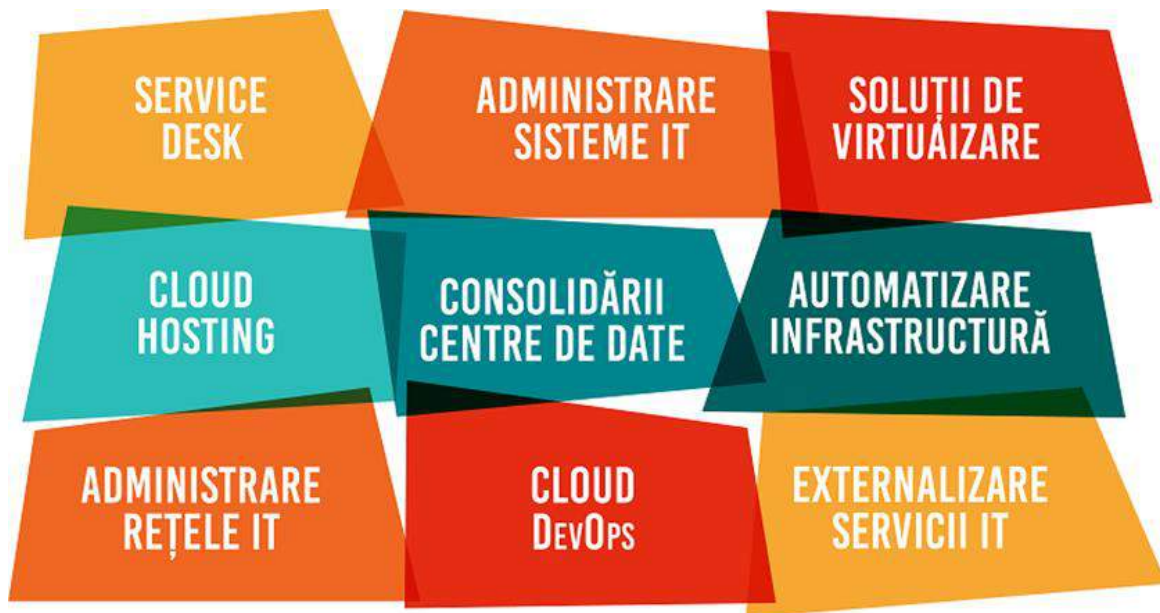 SERVICE
DESK
ADMINISTRARE
SISTEME IT
SOLUȚII DE
VIRTUAIZARE
CLOUD
HOSTING
CONSOLIDĂRII
CENTRE DE DATE
AUTOMATIZARE
INFRASTRUCTURĂ
ADMINISTRARE
REȚELE IT
CLOUD
DEVOPS
EXTERNALIZARE
SERVICII IT